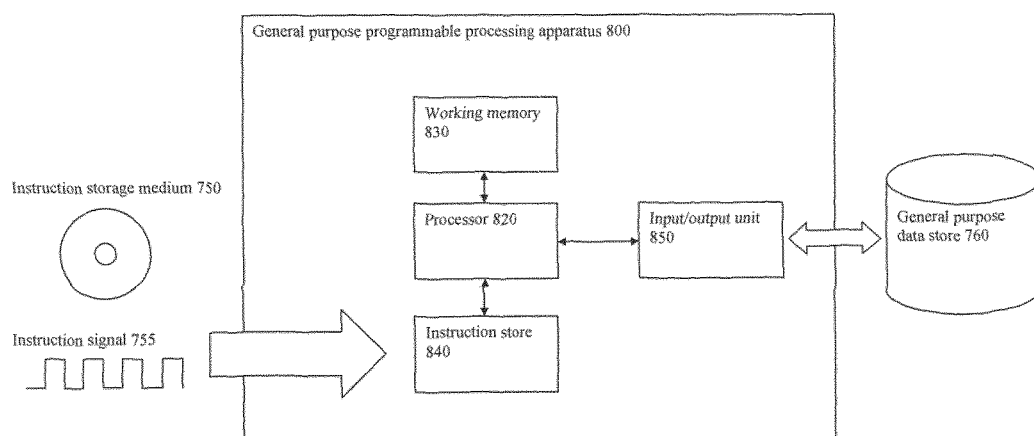 General purpose programmable processing apparatus 800
Working memory
830
Instruction storage medium 750
Processor 820
Input/output unit
850
General purpose
data store 760
Instruction signal 755
Instruction store
840